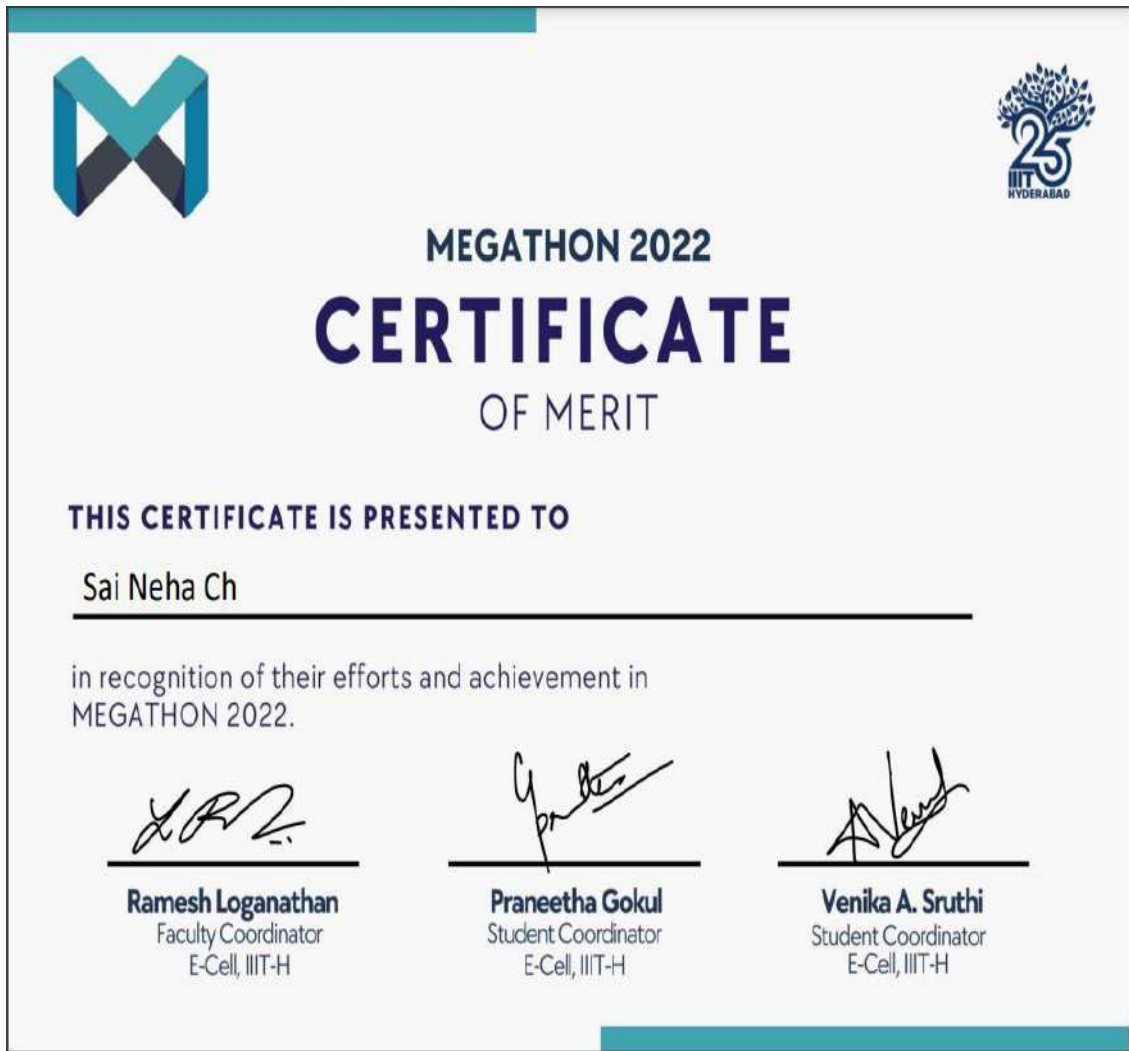 25
IIIT
HYDERABAD
MEGATHON 2022
CERTIFICATE
OF MERIT
THIS CERTIFICATE IS PRESENTED TO
Sai Neha Ch
in recognition of their efforts and achievement in
MEGATHON 2022.
Ramesh Loganathan
Faculty Coordinator
E-Cell, IIIT-H
Praneetha Gokul
Student Coordinator
E-Cell, IIIT-H
Venika A. Sruthi
Student Coordinator
E-Cell, IIIT-H